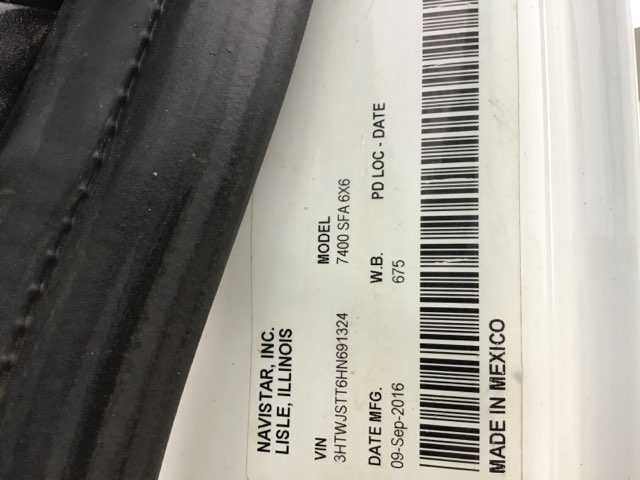 NAVISTAR, INC.
LISLE, ILLINOIS
VIN MODEL
3HTWJSTT6HN691324 7400 SFA 6X6
DATE MFG. W.B. PD LOC - DATE
09-Sep-2016 675
MADE IN MEXICO